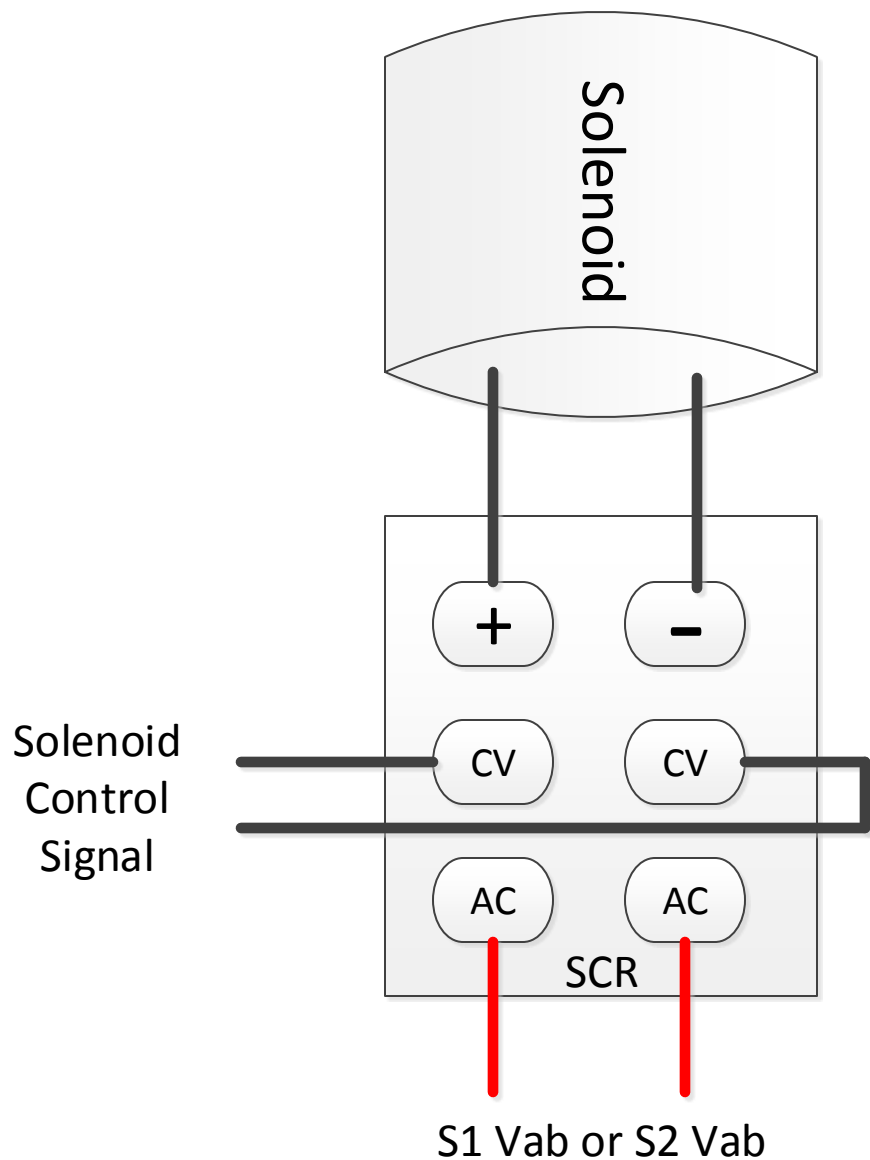 Solenoid
+ -
Solenoid
Control
Signal
CV CV
AC AC
SCR
S1 Vab or S2 Vab